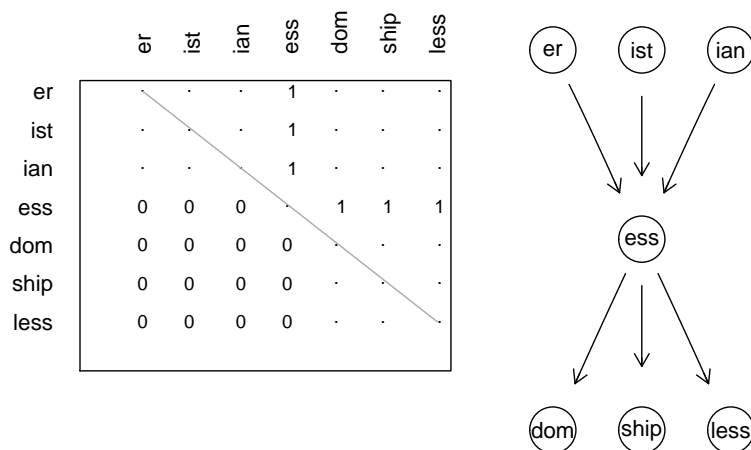 er ist ian ess dom ship less
er · · · 1 · · ·
ist · · · 1 · · ·
ian · · · 1 · · ·
ess 0 0 0 · 1 1 1
dom 0 0 0 0 · · ·
ship 0 0 0 0 · · ·
less 0 0 0 0 · · ·
er ist ian
ess
dom ship less